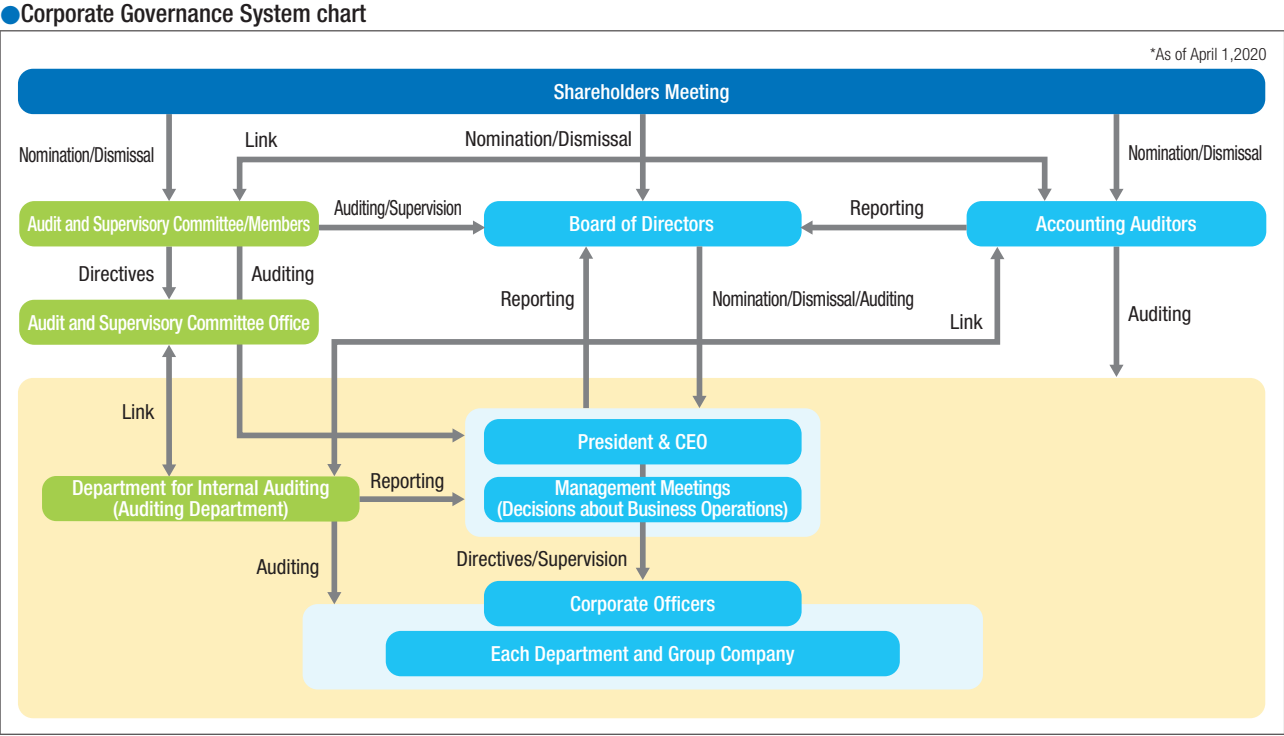 Corporate Governance System chart
*As of April 1,2020
Shareholders Meeting
Nomination/Dismissal
Link
Nomination/Dismissal
Nomination/Dismissal
Audit and Supervisory Committee/Members
Auditing/Supervision
Board of Directors
Reporting
Accounting Auditors
Directives
Auditing
Reporting
Nomination/Dismissal/Auditing
Link
Auditing
Audit and Supervisory Committee Office
Link
President & CEO
Department for Internal Auditing
(Auditing Department)
Reporting
Management Meetings
(Decisions about Business Operations)
Auditing
Directives/Supervision
Corporate Officers
Each Department and Group Company